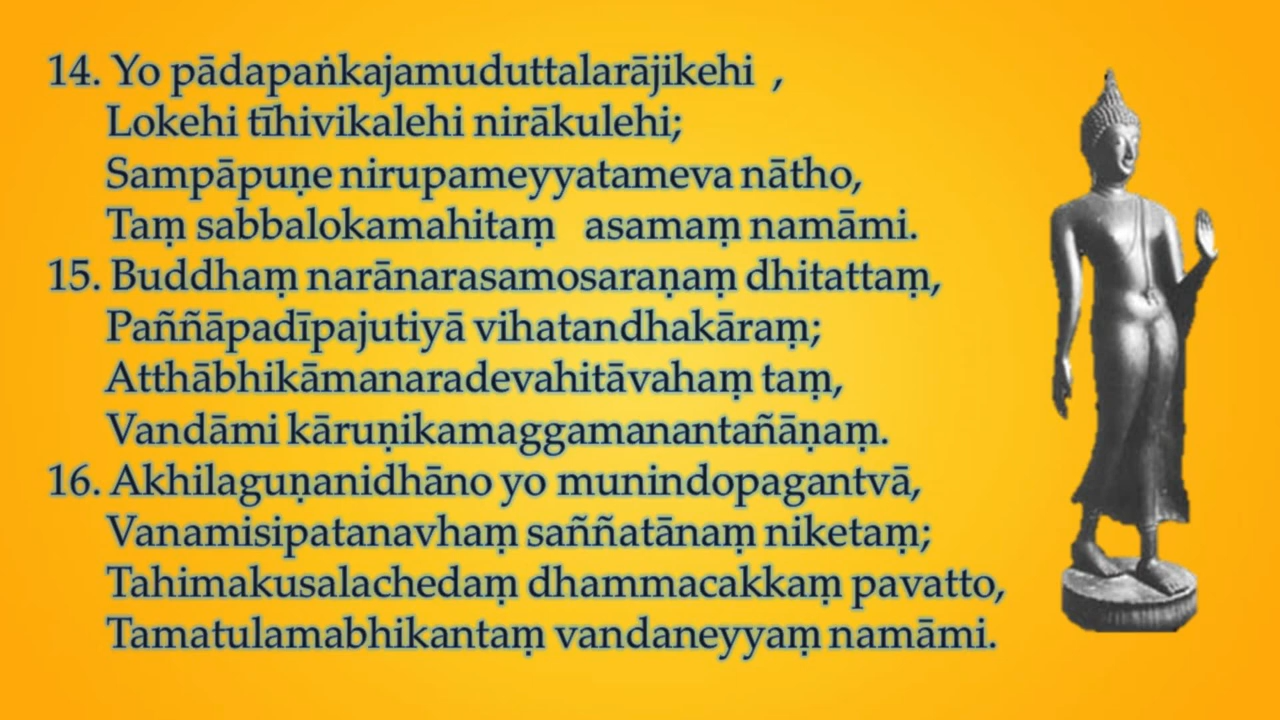 14. Yo pādapaṅkajamuduttalarājikehi ,
Lokehi tīhivikalehi nirākulehi;
Sampāpuṇe nirupameyyatameva nātho,
Taṃ sabbalokamahitaṃ asamaṃ namāmi.
15. Buddhaṃ narānarasamosaraṇaṃ dhitattaṃ,
Paññāpadīpajutiyā vihatandhakāraṃ;
Atthābhikāmanaradevahitāvahaṃ taṃ,
Vandāmi kāruṇikamaggamanantañāṇaṃ.
16. Akhilaguṇanidhāno yo munindopagantvā,
Vanamisipatanavhaṃ saññatānaṃ niketaṃ;
Tahimakusalachedaṃ dhammacakkaṃ pavatto,
Tamatulamabhikantaṃ vandaneyyaṃ namāmi.